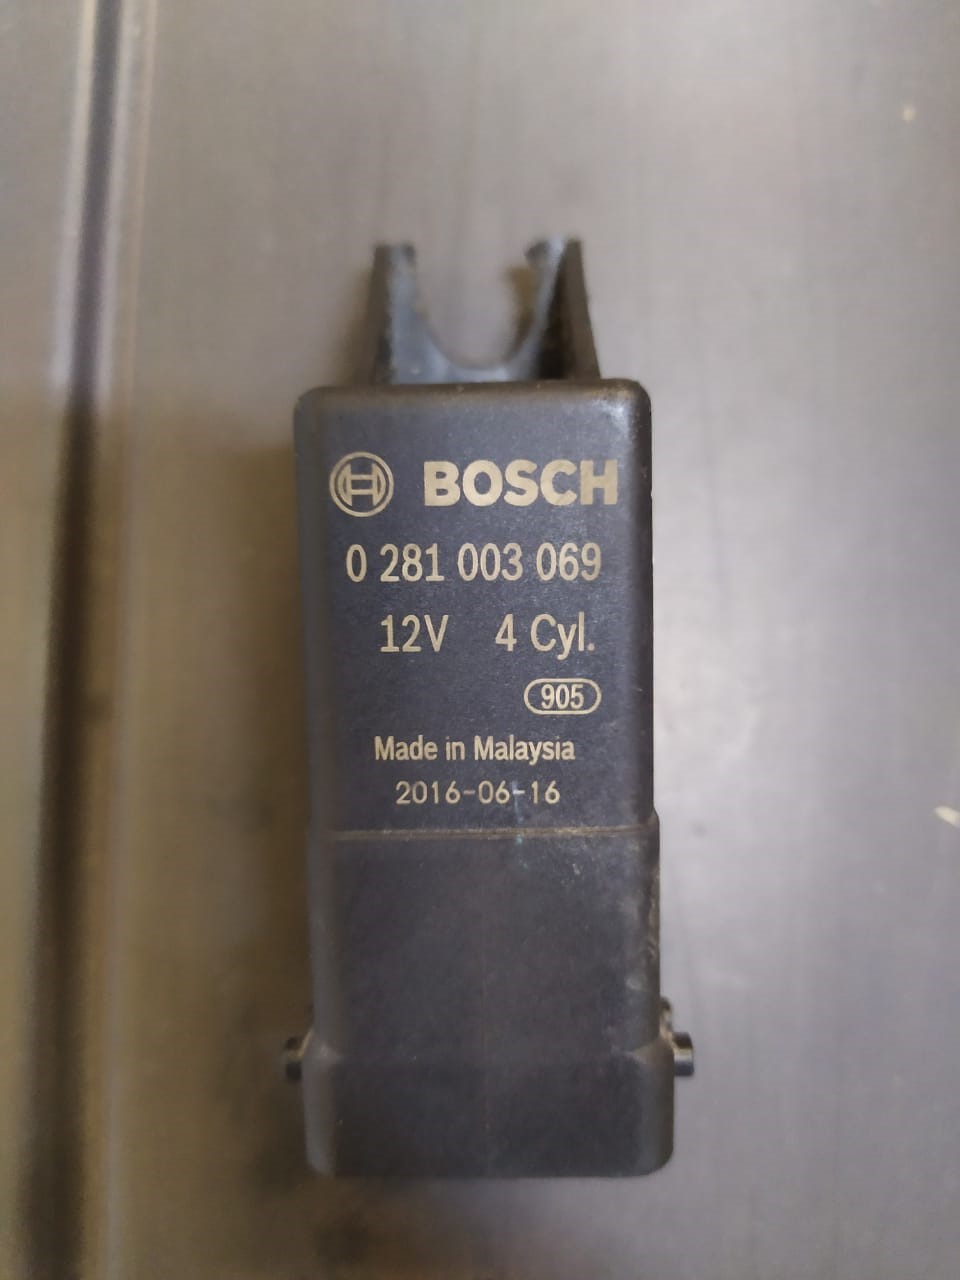 BOSCH
0 281 003 069
12V 4 Cyl.
905
Made in Malaysia
2016-06-16